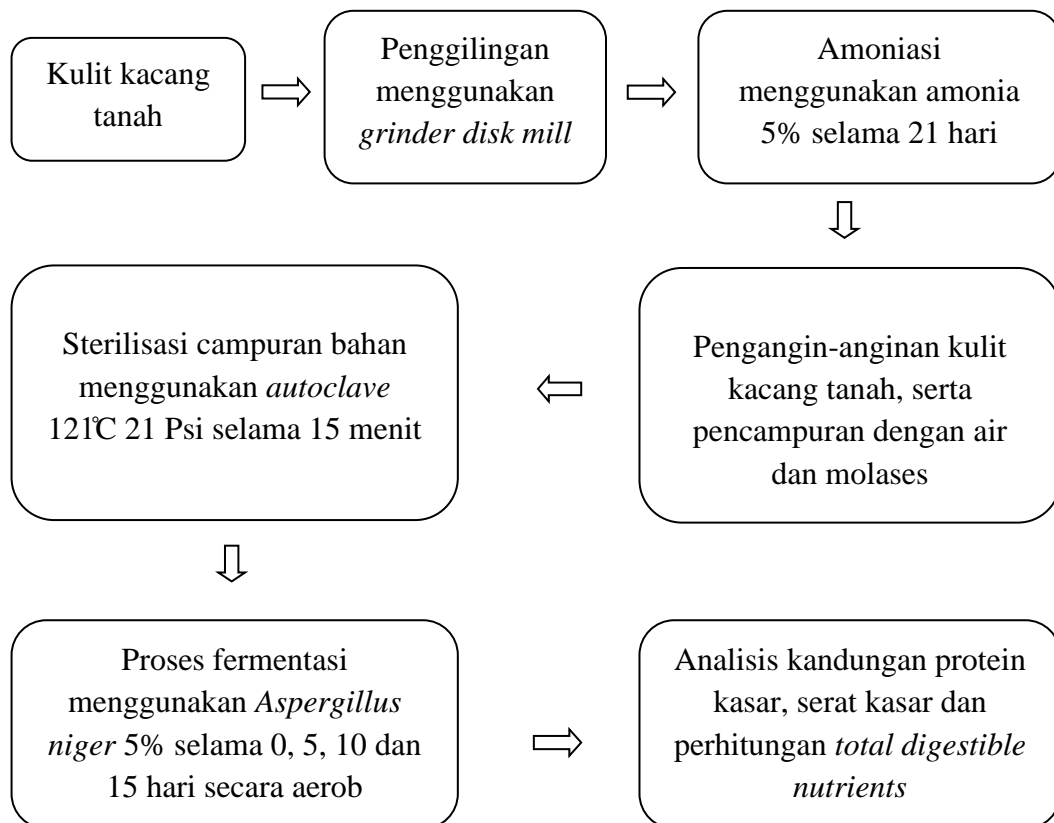 Kulit kacang
tanah
Penggilingan
menggunakan
grinder disk mill
Amoniasi
menggunakan amonia
5% selama 21 hari
Pengangin-anginan kulit
kacang tanah, serta
pencampuran dengan air
dan molases
Sterilisasi campuran bahan
menggunakan autoclave
121℃ 21 Psi selama 15 menit
Proses fermentasi
menggunakan Aspergillus
niger 5% selama 0, 5, 10 dan
15 hari secara aerob
Analisis kandungan protein
kasar, serat kasar dan
perhitungan total digestible
nutrients